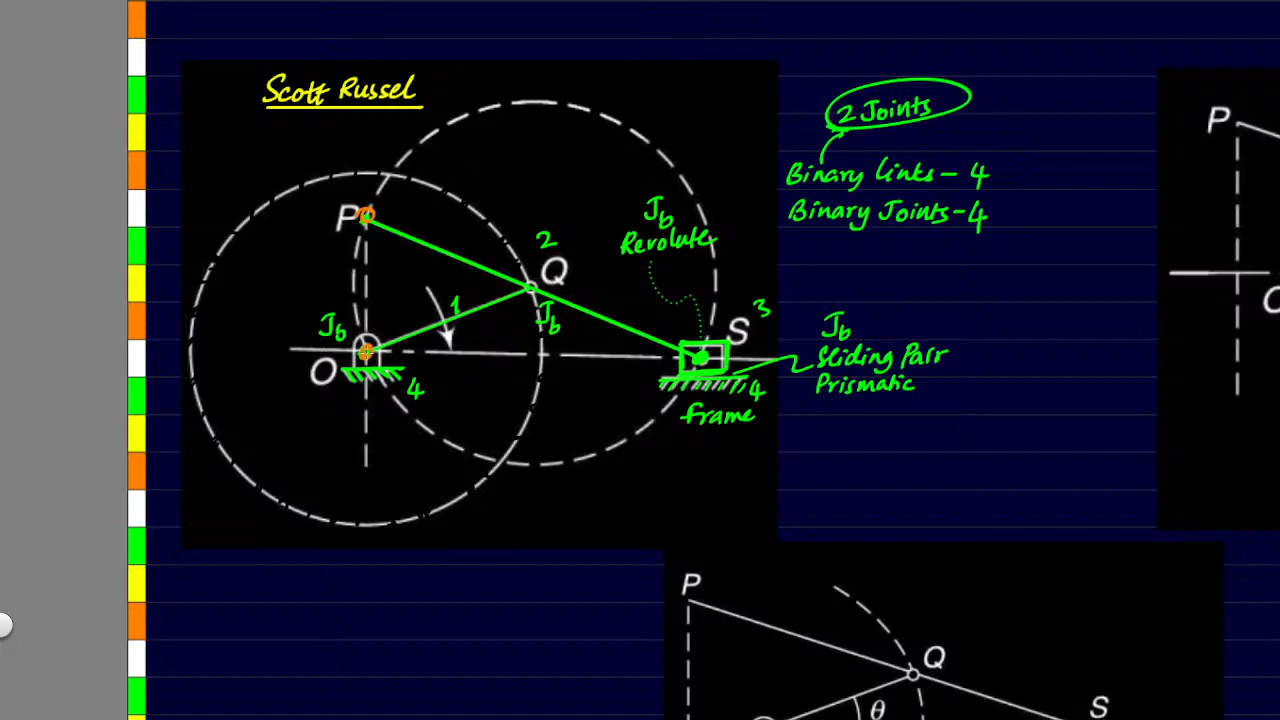 Scott Russel
2 Joints
Binary links - 4
Binary Joints - 4
P
Jb
Revolute
2
Q
1
Jb
Jb
S
3
O
4
4
frame
Jb
Sliding Pair
Prismatic
P
P
Q
S
θ